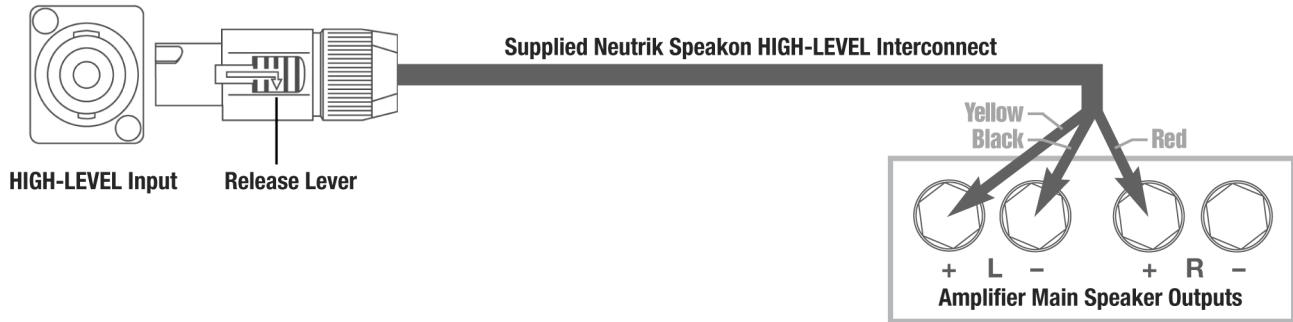 Supplied Neutrik Speakon HIGH-LEVEL Interconnect
Yellow
Black
Red
HIGH-LEVEL Input
Release Lever
+ L − + R −
Amplifier Main Speaker Outputs